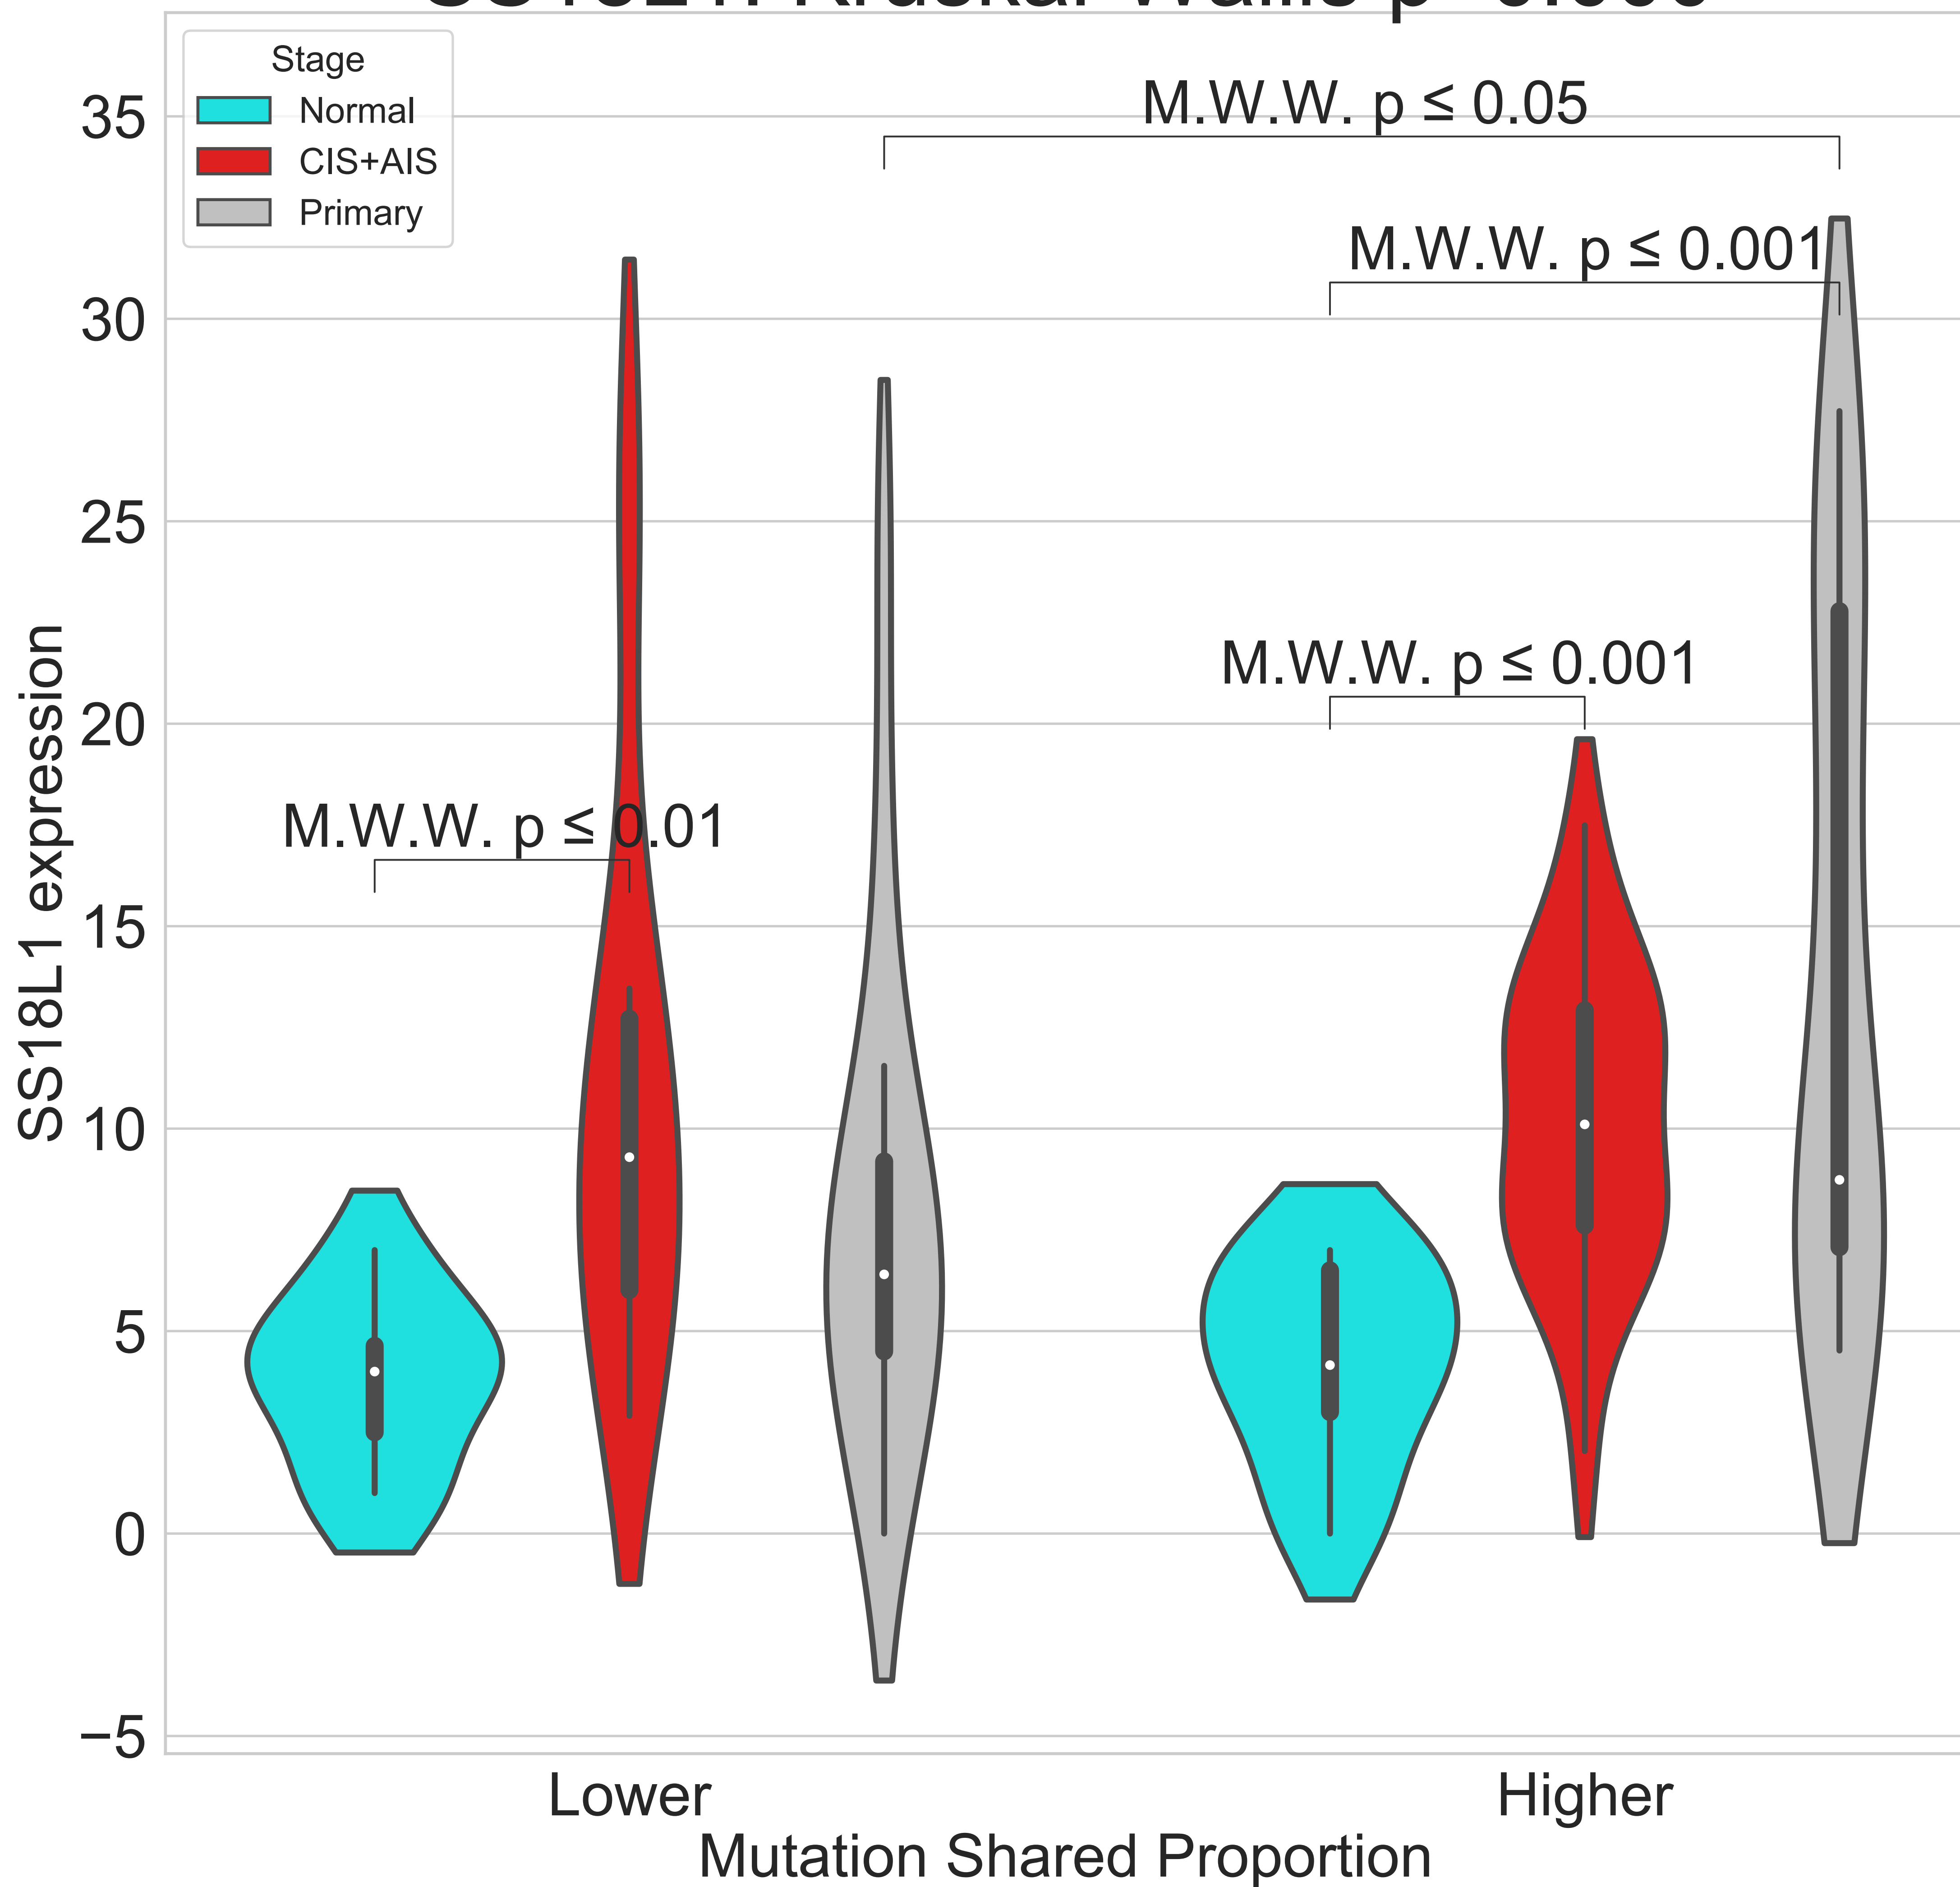 Stage
Normal
CIS+AIS
Primary
M.W.W. p ≤ 0.05
M.W.W. p ≤ 0.001
M.W.W. p ≤ 0.001
M.W.W. p ≤ 0.01
35
30
25
20
15
10
5
0
−5
SS18L1 expression
Lower
Higher
Mutation Shared Proportion